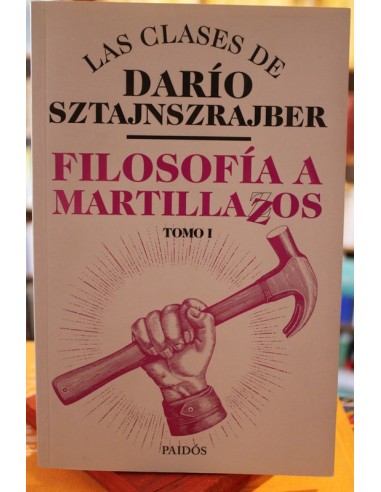 LAS CLASES DE
DARÍO
SZTAJNSZRAJBER
FILOSOFÍA A
MARTILLAZOS
TOMO I
PAIDÓS